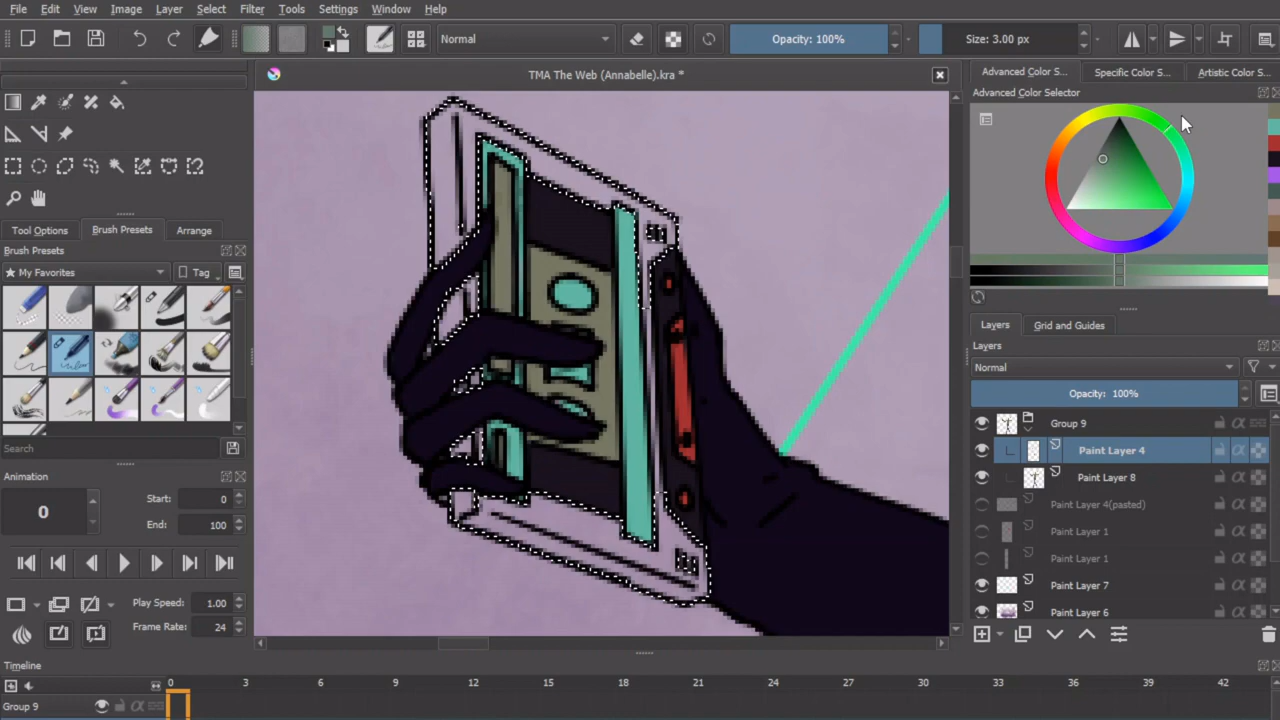 File Edit View Image Layer Select Filter Tools Settings Window Help
Normal Opacity: 100% Size: 3.00 px
TMA The Web (Annabelle).kra *
Advanced Color S... Specific Color S... Artistic Color S...
Advanced Color Selector
Tool Options Brush Presets Arrange
Brush Presets
My Favorites Tag
Search
Animation
0 Start: 0
End: 100
Play Speed: 1.00
Frame Rate: 24
Layers Grid and Guides
Layers
Normal
Opacity: 100%
Group 9
Paint Layer 4
Paint Layer 8
Paint Layer 4(pasted)
Paint Layer 1
Paint Layer 1
Paint Layer 7
Paint Layer 6
Timeline
0 3 6 9 12 15 18 21 24 27 30 33 36 39 42
Group 9